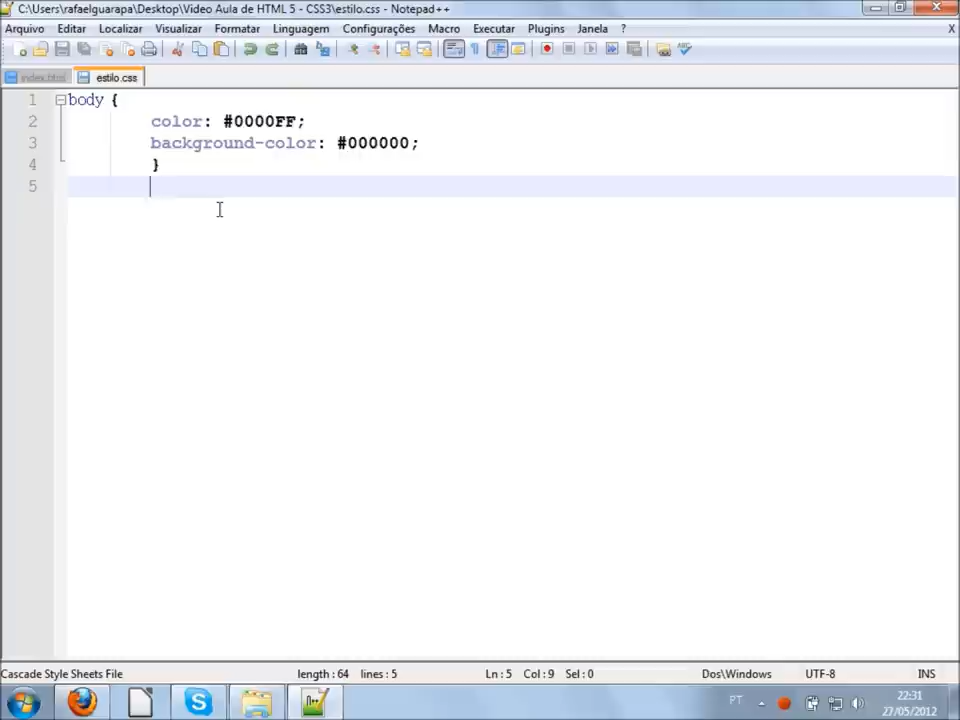 C:\Users\rafaelguarapa\Desktop\Video Aula de HTML 5 - CSS3\estilo.css - Notepad++
Arquivo Editar Localizar Visualizar Formatar Linguagem Configurações Macro Executar Plugins Janela ? X
index.html estilo.css
1 body {
2 color: #0000FF;
3 background-color: #000000;
4 }
5
Cascade Style Sheets File length : 64 lines : 5 Ln : 5 Col : 9 Sel : 0 Dos\Windows UTF-8 INS
PT 22:31
27/05/2012